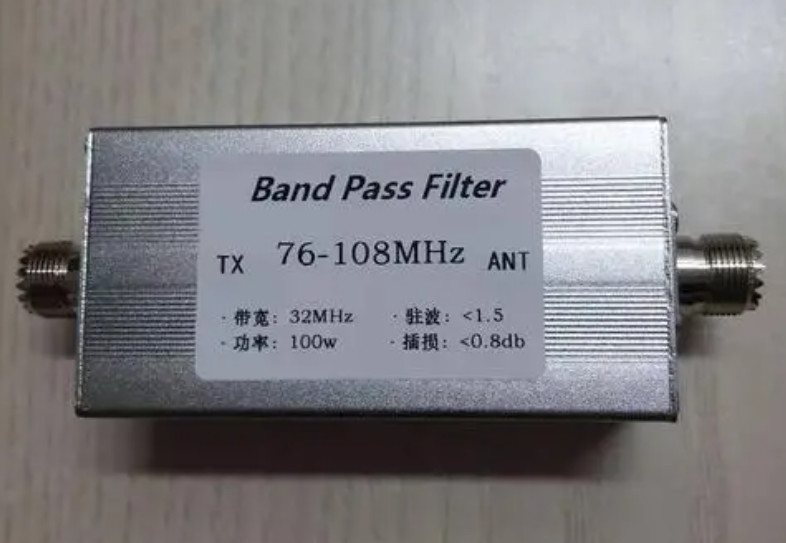 Band Pass Filter
TX 76-108MHz ANT
·带宽: 32MHz ·驻波: <1.5
·功率: 100w ·插损: <0.8db